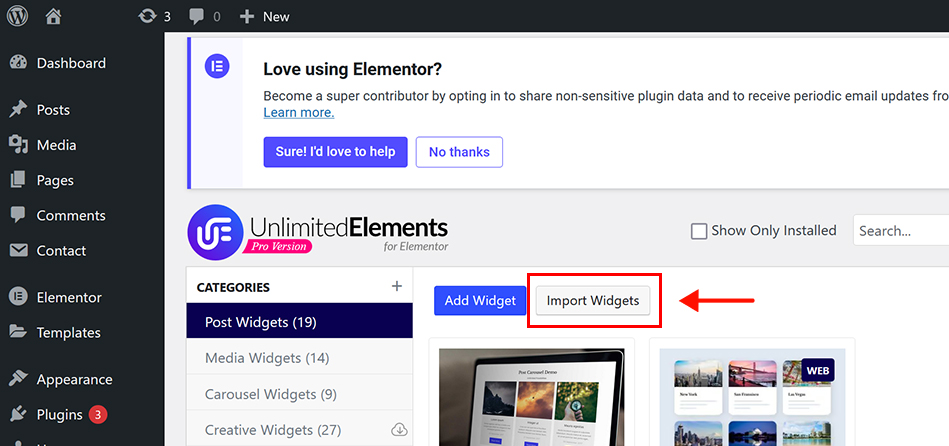 3
0
New
Dashboard
Posts
Media
Pages
Comments
Contact
Elementor
Templates
Appearance
Plugins 3
Love using Elementor?
Become a super contributor by opting in to share non-sensitive plugin data and to receive periodic email updates fro
Learn more.
Sure! I'd love to help
No thanks
UnlimitedElements
Pro Version
for Elementor
Show Only Installed
Search...
CATEGORIES
Post Widgets (19)
Media Widgets (14)
Carousel Widgets (9)
Creative Widgets (27)
Add Widget
Import Widgets
Post Carousel Demo
WEB
New York
San Francisco
Las Vegas